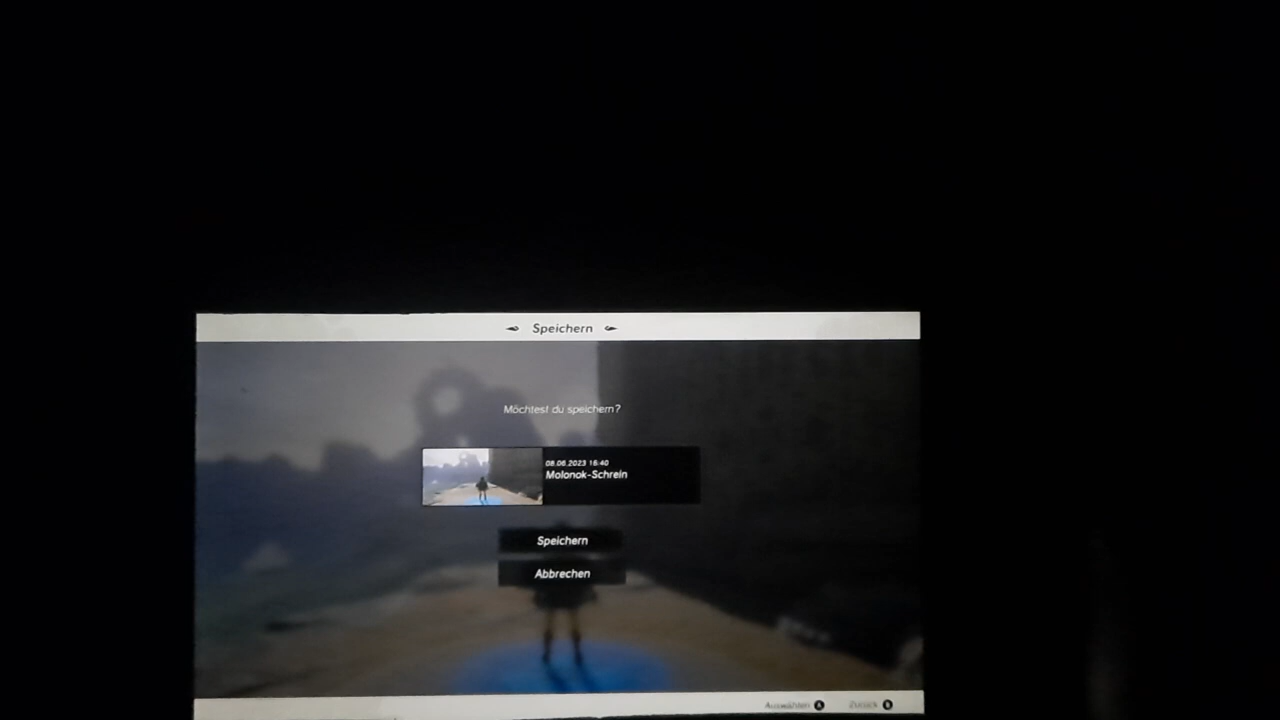 Speichern
Möchtest du speichern?
08.06.2023 16:40
Molonok-Schrein
Speichern
Abbrechen
Auswählen A Zurück B